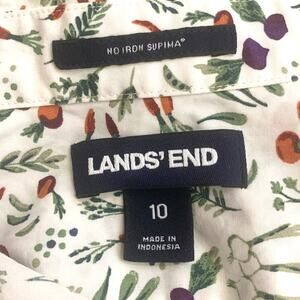 NO IRON SUPIMA®
LANDS' END
10
MADE IN
INDONESIA